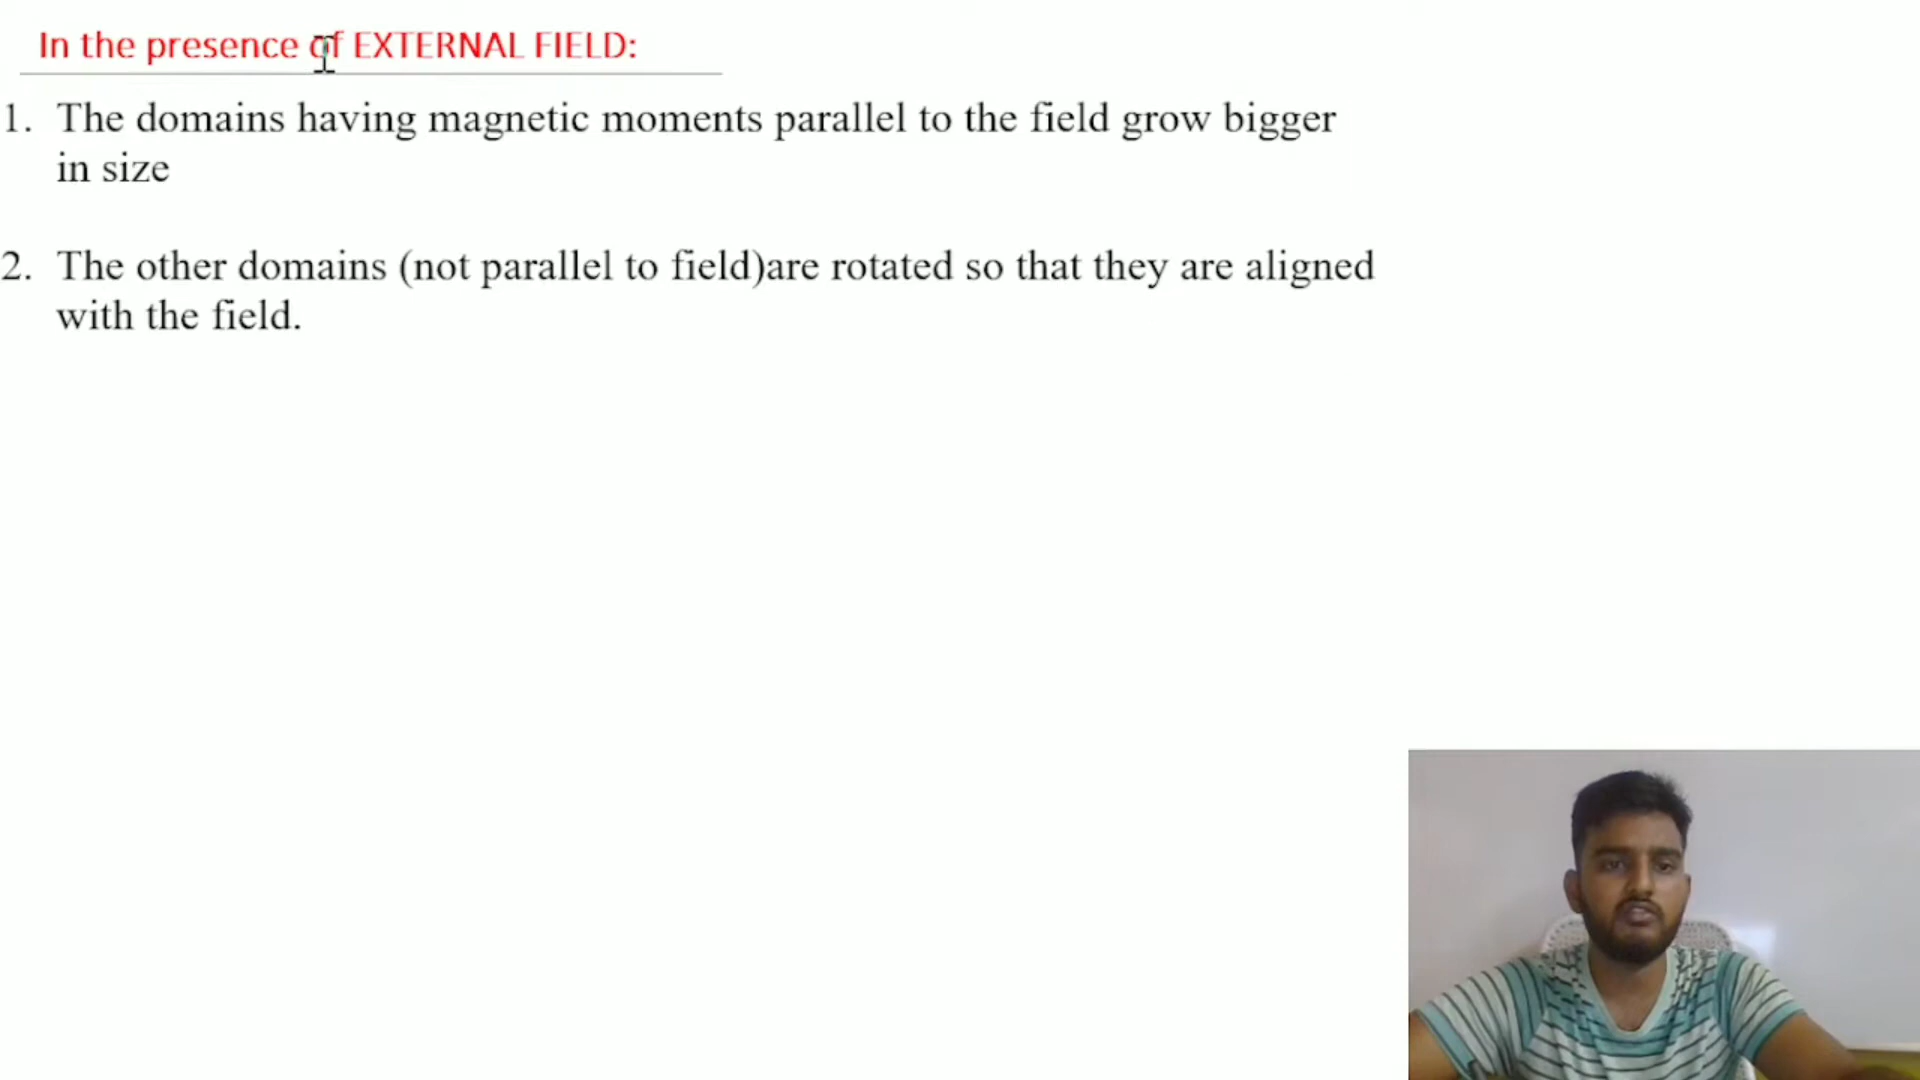 In the presence of EXTERNAL FIELD:
1. The domains having magnetic moments parallel to the field grow bigger
in size
2. The other domains (not parallel to field)are rotated so that they are aligned
with the field.